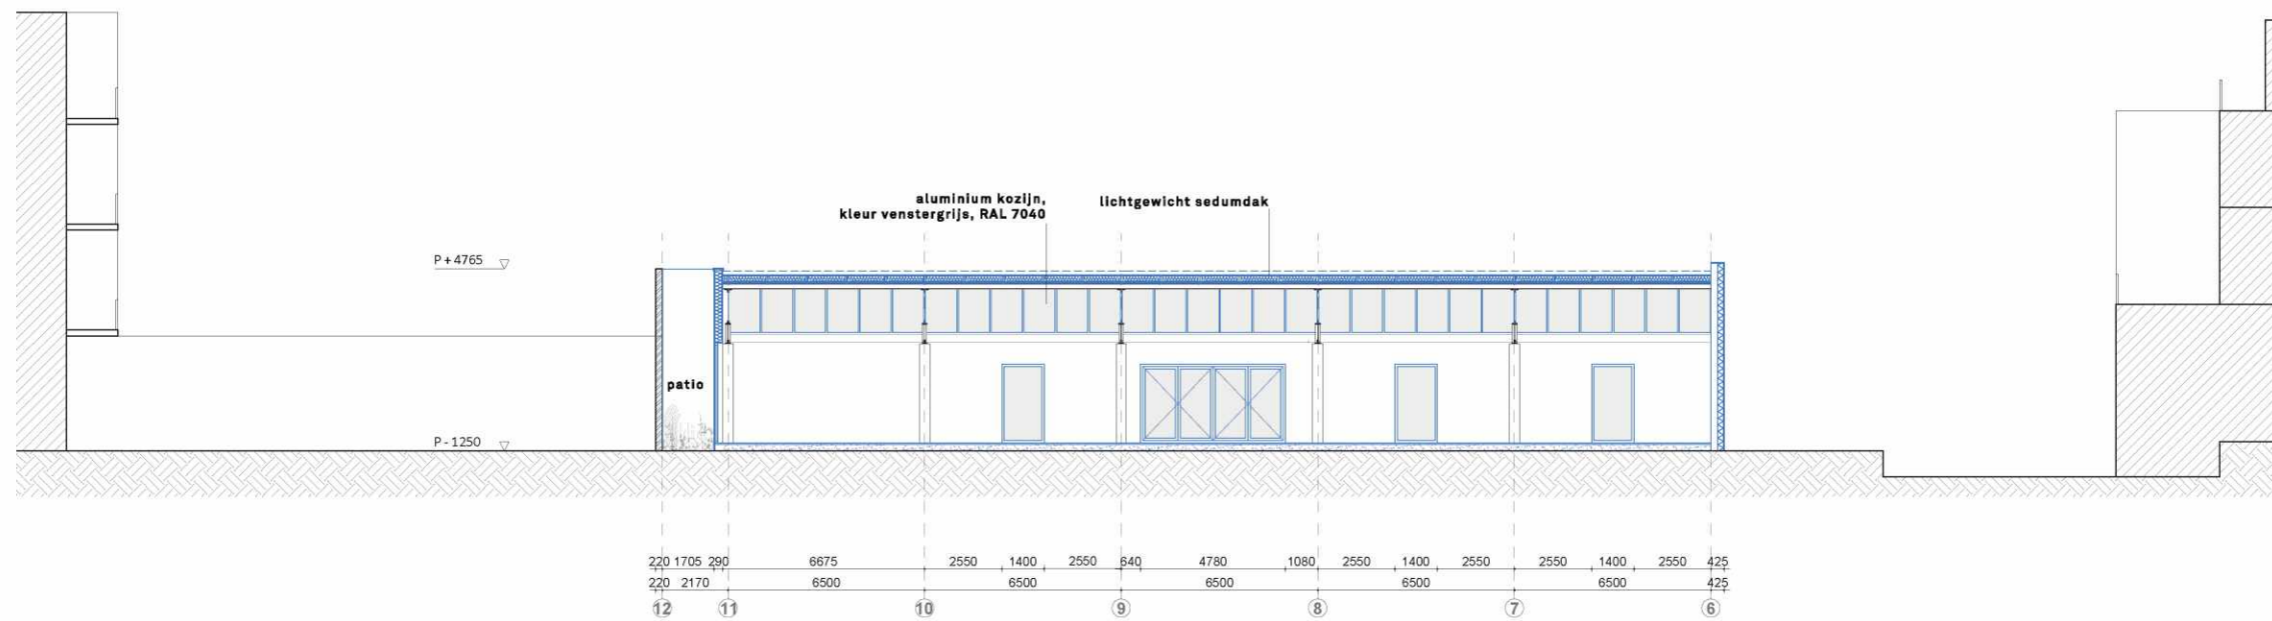 aluminium kozijn,
kleur venstergrijs, RAL 7040
lichtgewicht sedumdak
P + 4765
patio
P - 1250
220 1705 290 6675 2550 1400 2550 640 4780 1080 2550 1400 2550 2550 1400 2550 425
220 2170 6500 6500 6500 6500 6500 425
12 11 10 9 8 7 6